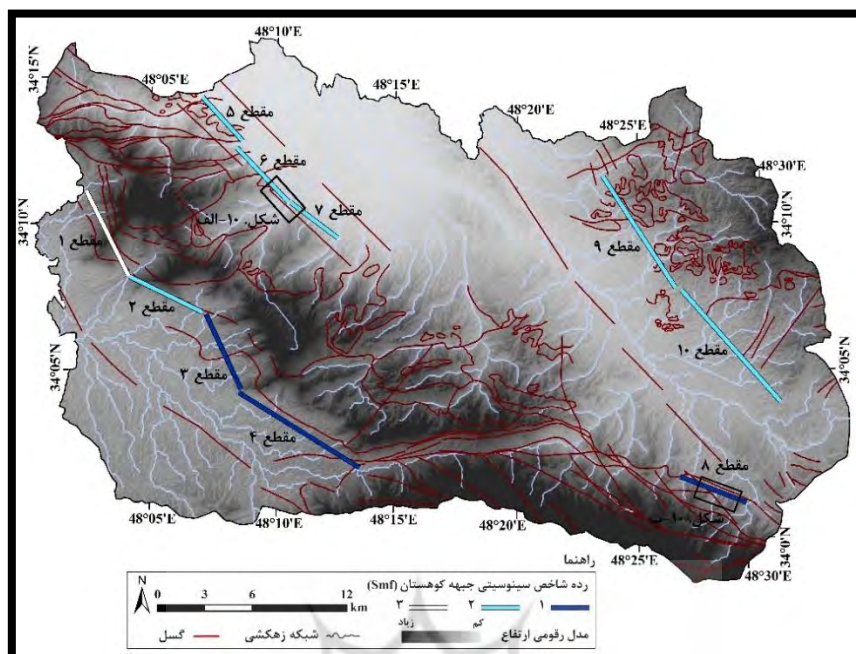 48°10'E
48°05'E
48°15'E
34°15'N
34°15'N
48°20'E
48°25'E
48°30'E
مقطع ۵
مقطع ۶
مقطع ۷
شکل. ۱۰-الف
34°10'N
34°10'N
مقطع ۱
مقطع ۹
مقطع ۲
مقطع ۱۰
34°05'N
34°05'N
مقطع ۳
مقطع ۴
مقطع ۸
شکل ۱۰-ب
48°05'E
48°10'E
48°15'E
48°20'E
48°25'E
34°0'N
48°30'E
راهنما
رده شاخص سینوسیتی جبهه کوهستان (Smf)
۱ ۲ ۳
N
0 3 6 12
km
مدل رقومی ارتفاع
کم زیاد
شبکه زهکشی
گسل